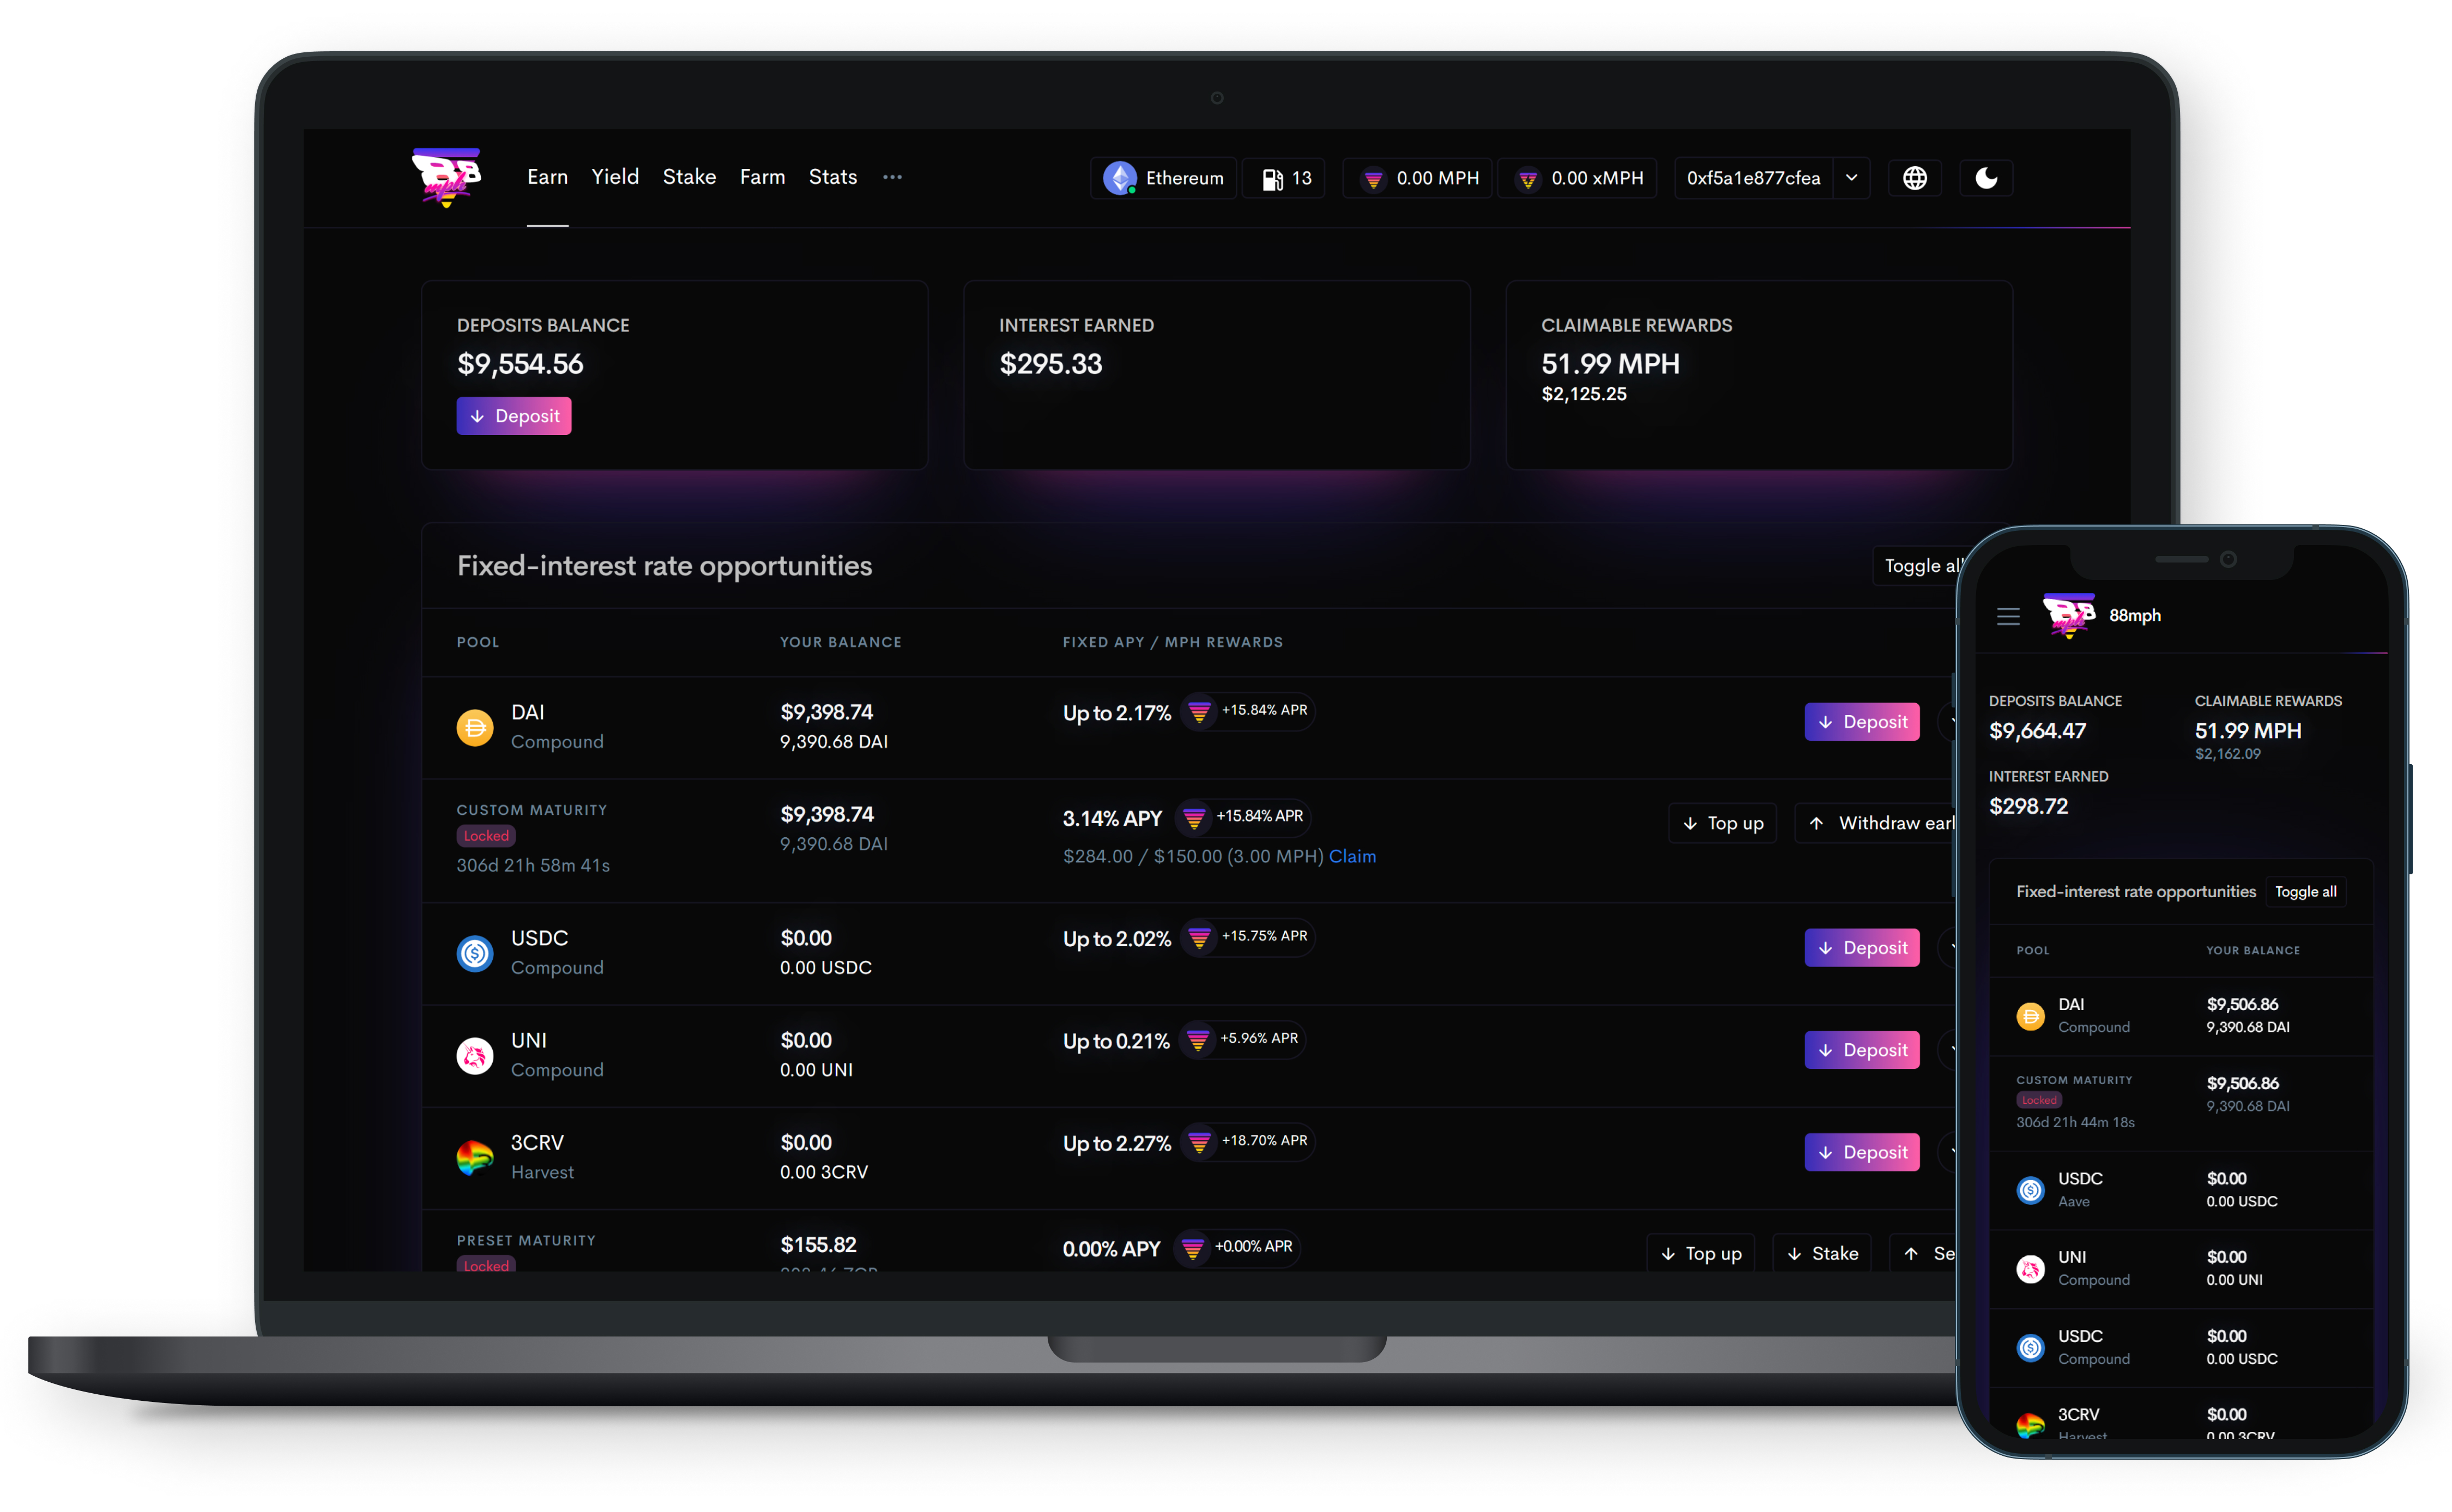 88 mph
Earn Yield Stake Farm Stats ···
Ethereum 13 0.00 MPH 0.00 xMPH 0xf5a1e877cfea
DEPOSITS BALANCE
$9,554.56
Deposit
INTEREST EARNED
$295.33
CLAIMABLE REWARDS
51.99 MPH
$2,125.25
Fixed-interest rate opportunities Toggle all
POOL YOUR BALANCE FIXED APY / MPH REWARDS
DAI $9,398.74 Up to 2.17% +15.84% APR Deposit
Compound 9,390.68 DAI
CUSTOM MATURITY $9,398.74 3.14% APY +15.84% APR Top up Withdraw earl
Locked 9,390.68 DAI $284.00 / $150.00 (3.00 MPH) Claim
306d 21h 58m 41s
USDC $0.00 Up to 2.02% +15.75% APR Deposit
Compound 0.00 USDC
UNI $0.00 Up to 0.21% +5.96% APR Deposit
Compound 0.00 UNI
3CRV $0.00 Up to 2.27% +18.70% APR Deposit
Harvest 0.00 3CRV
PRESET MATURITY $155.82 0.00% APY +0.00% APR Top up Stake Se
Locked
88 mph 88mph
DEPOSITS BALANCE CLAIMABLE REWARDS
$9,664.47 51.99 MPH
$2,162.09
INTEREST EARNED
$298.72
Fixed-interest rate opportunities Toggle all
POOL YOUR BALANCE
DAI $9,506.86
Compound 9,390.68 DAI
CUSTOM MATURITY $9,506.86
Locked 9,390.68 DAI
306d 21h 44m 18s
USDC $0.00
Aave 0.00 USDC
UNI $0.00
Compound 0.00 UNI
USDC $0.00
Compound 0.00 USDC
3CRV $0.00
Harvest 0.00 3CRV